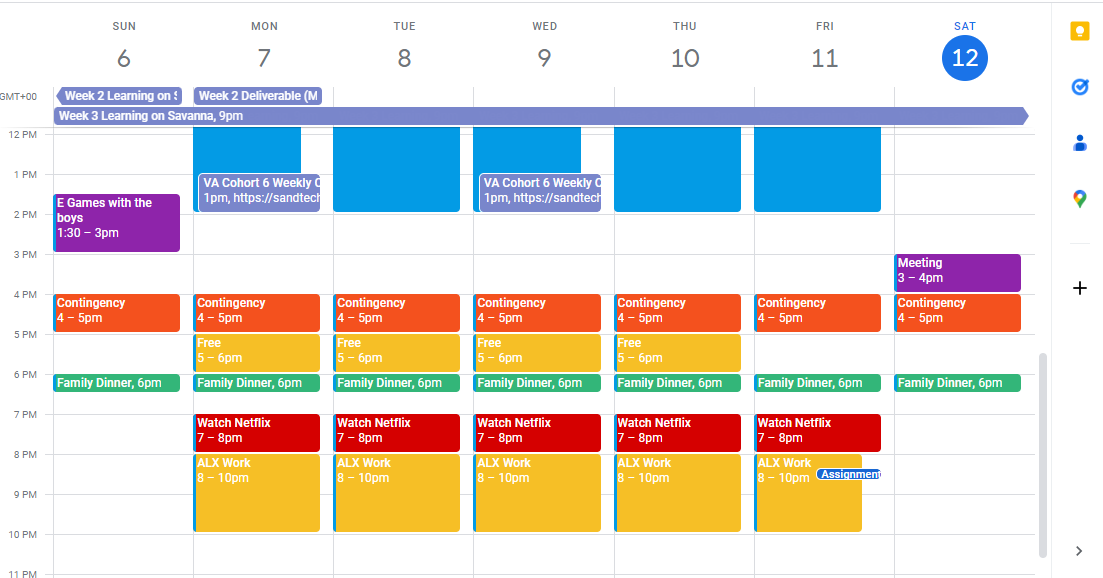 SUN MON TUE WED THU FRI SAT
6 7 8 9 10 11 12
GMT+00
Week 2 Learning on S
Week 2 Deliverable (M
Week 3 Learning on Savanna, 9pm
12 PM
1 PM
VA Cohort 6 Weekly C
1pm, https://sandtech
VA Cohort 6 Weekly C
1pm, https://sandtech
E Games with the
boys
1:30 – 3pm
2 PM
3 PM
Meeting
3 – 4pm
4 PM
Contingency Contingency Contingency Contingency Contingency Contingency Contingency
4 – 5pm 4 – 5pm 4 – 5pm 4 – 5pm 4 – 5pm 4 – 5pm 4 – 5pm
5 PM
Free Free Free Free
5 – 6pm 5 – 6pm 5 – 6pm 5 – 6pm
6 PM
Family Dinner, 6pm Family Dinner, 6pm Family Dinner, 6pm Family Dinner, 6pm Family Dinner, 6pm Family Dinner, 6pm Family Dinner, 6pm
7 PM
Watch Netflix Watch Netflix Watch Netflix Watch Netflix Watch Netflix
7 – 8pm 7 – 8pm 7 – 8pm 7 – 8pm 7 – 8pm
8 PM
ALX Work ALX Work ALX Work ALX Work ALX Work
8 – 10pm 8 – 10pm 8 – 10pm 8 – 10pm 8 – 10pm
Assignment
9 PM
10 PM
11 PM